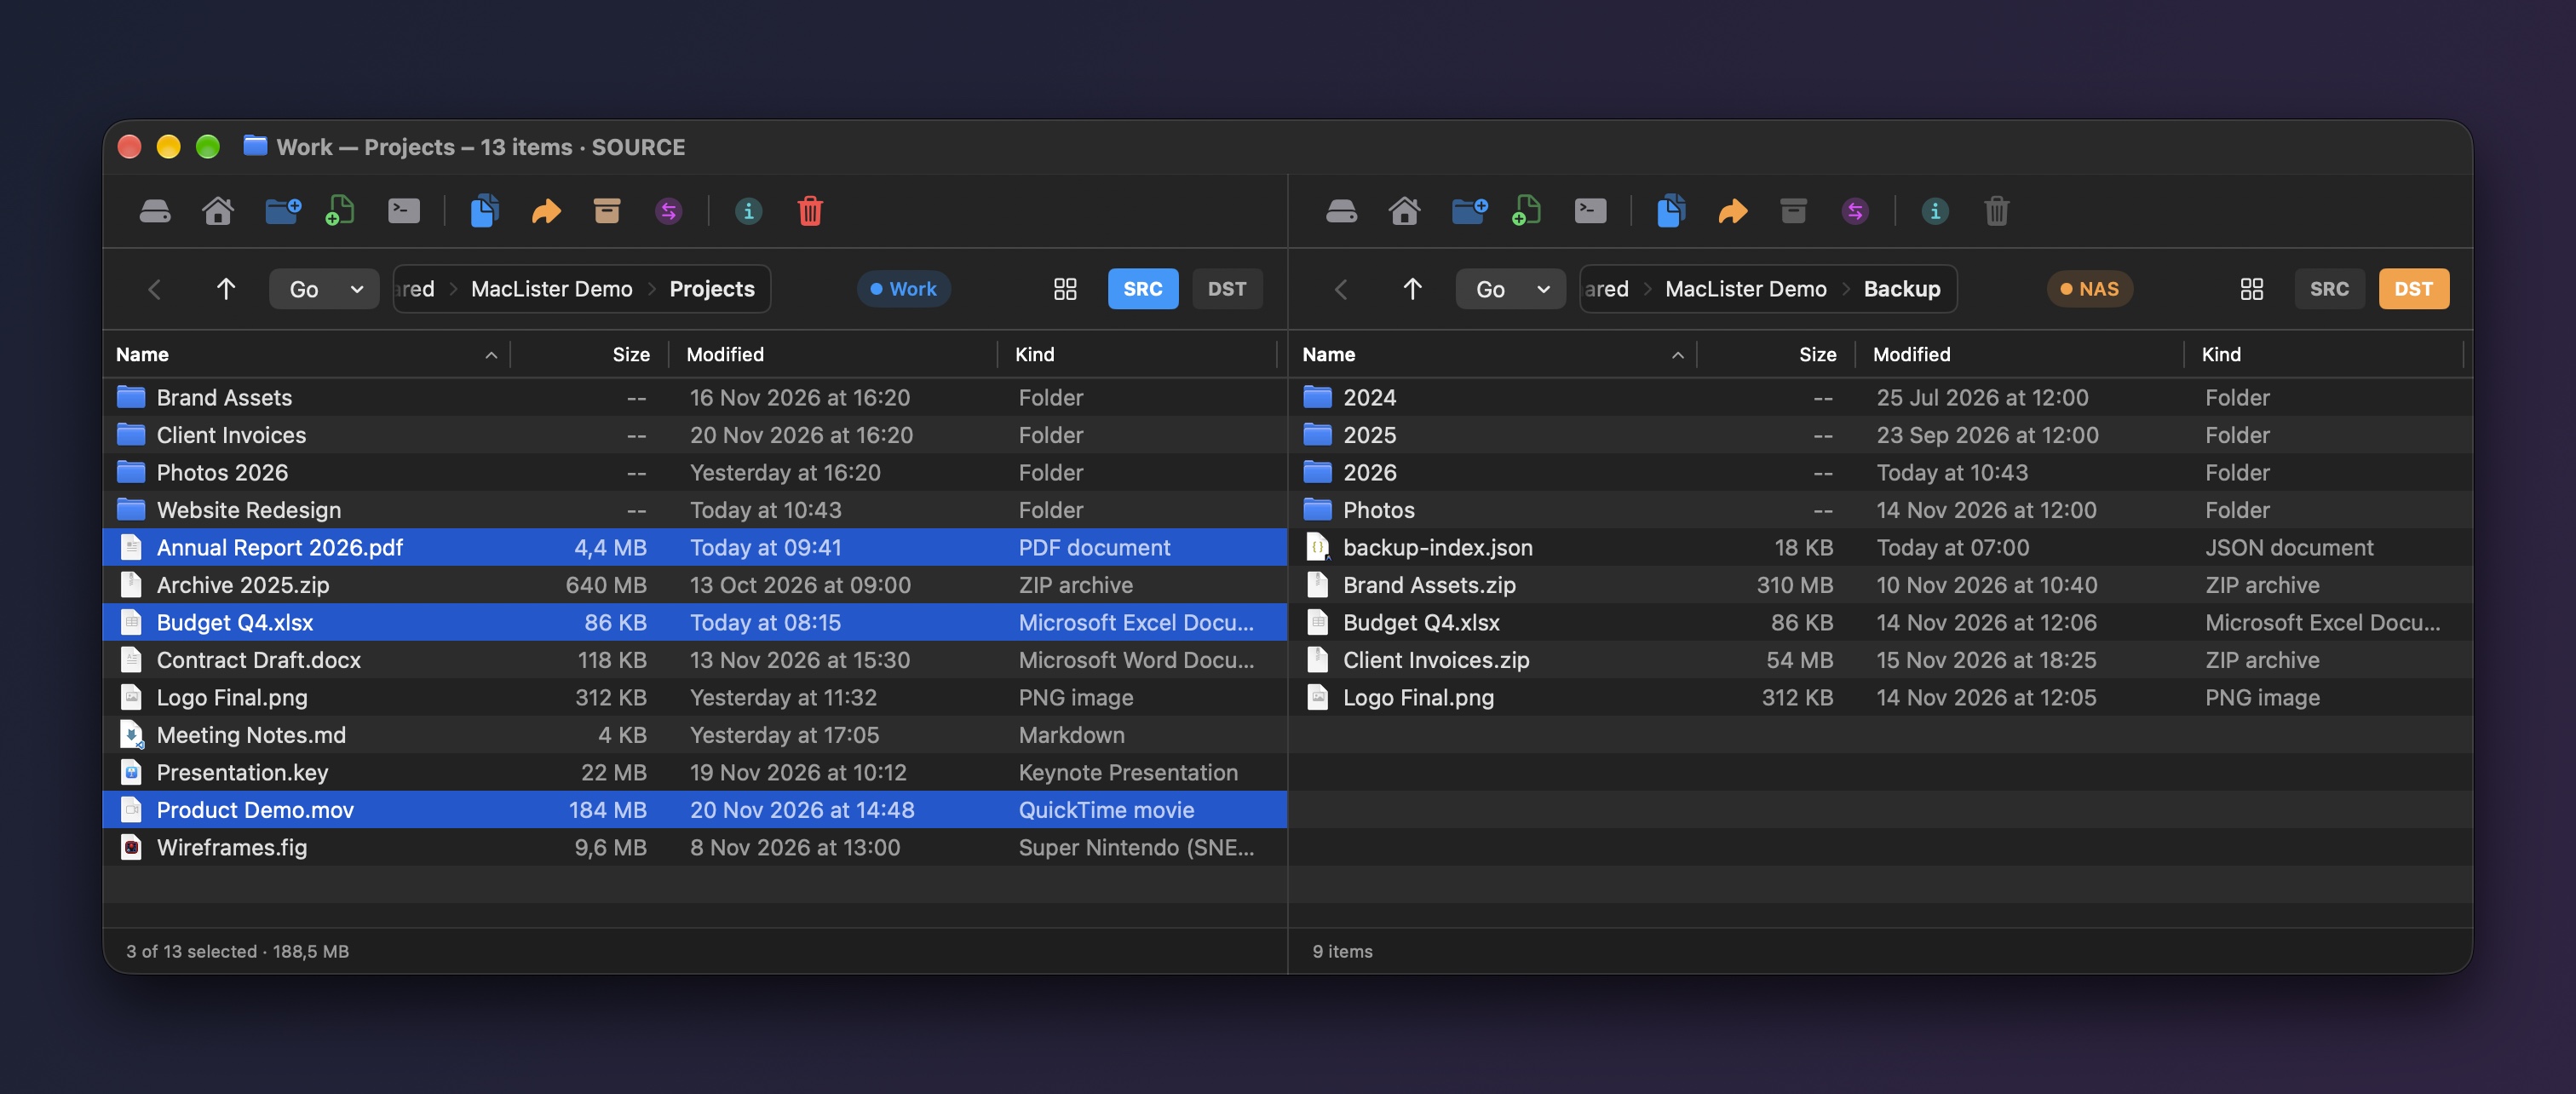 Work — Projects – 13 items · SOURCE
Go
ared › MacLister Demo › Projects
Work
SRC
DST
Name Size Modified Kind
Brand Assets -- 16 Nov 2026 at 16:20 Folder
Client Invoices -- 20 Nov 2026 at 16:20 Folder
Photos 2026 -- Yesterday at 16:20 Folder
Website Redesign -- Today at 10:43 Folder
Annual Report 2026.pdf 4,4 MB Today at 09:41 PDF document
Archive 2025.zip 640 MB 13 Oct 2026 at 09:00 ZIP archive
Budget Q4.xlsx 86 KB Today at 08:15 Microsoft Excel Docu...
Contract Draft.docx 118 KB 13 Nov 2026 at 15:30 Microsoft Word Docu...
Logo Final.png 312 KB Yesterday at 11:32 PNG image
Meeting Notes.md 4 KB Yesterday at 17:05 Markdown
Presentation.key 22 MB 19 Nov 2026 at 10:12 Keynote Presentation
Product Demo.mov 184 MB 20 Nov 2026 at 14:48 QuickTime movie
Wireframes.fig 9,6 MB 8 Nov 2026 at 13:00 Super Nintendo (SNE...
3 of 13 selected · 188,5 MB
Go
ared › MacLister Demo › Backup
NAS
SRC
DST
Name Size Modified Kind
2024 -- 25 Jul 2026 at 12:00 Folder
2025 -- 23 Sep 2026 at 12:00 Folder
2026 -- Today at 10:43 Folder
Photos -- 14 Nov 2026 at 12:00 Folder
backup-index.json 18 KB Today at 07:00 JSON document
Brand Assets.zip 310 MB 10 Nov 2026 at 10:40 ZIP archive
Budget Q4.xlsx 86 KB 14 Nov 2026 at 12:06 Microsoft Excel Docu...
Client Invoices.zip 54 MB 15 Nov 2026 at 18:25 ZIP archive
Logo Final.png 312 KB 14 Nov 2026 at 12:05 PNG image
9 items